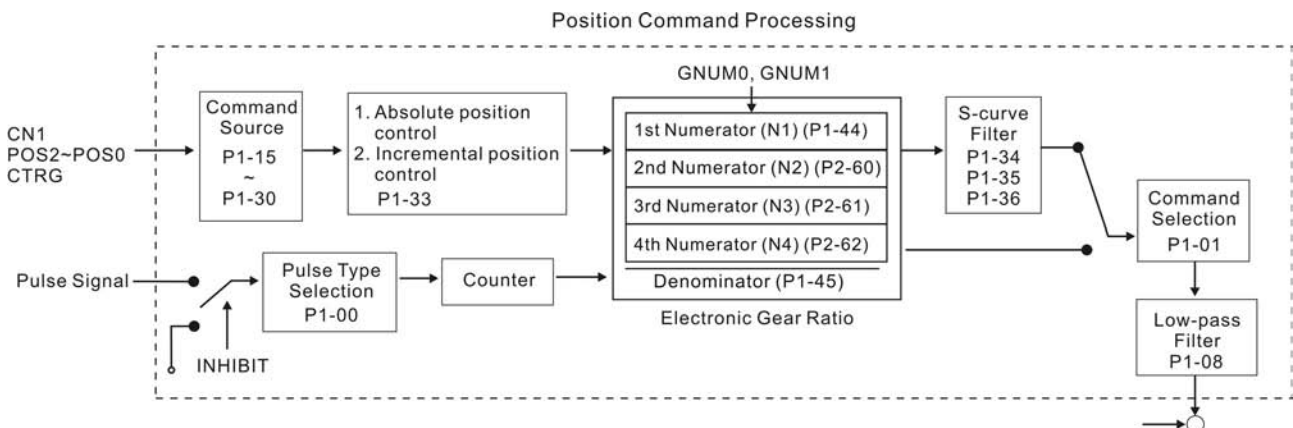 Position Command Processing
GNUM0, GNUM1
CN1
POS2~POS0
CTRG
Command
Source
P1-15
~
P1-30
1. Absolute position
control
2. Incremental position
control
P1-33
1st Numerator (N1) (P1-44)
2nd Numerator (N2) (P2-60)
3rd Numerator (N3) (P2-61)
4th Numerator (N4) (P2-62)
Denominator (P1-45)
Electronic Gear Ratio
S-curve
Filter
P1-34
P1-35
P1-36
Command
Selection
P1-01
Pulse Signal
INHIBIT
Pulse Type
Selection
P1-00
Counter
Low-pass
Filter
P1-08